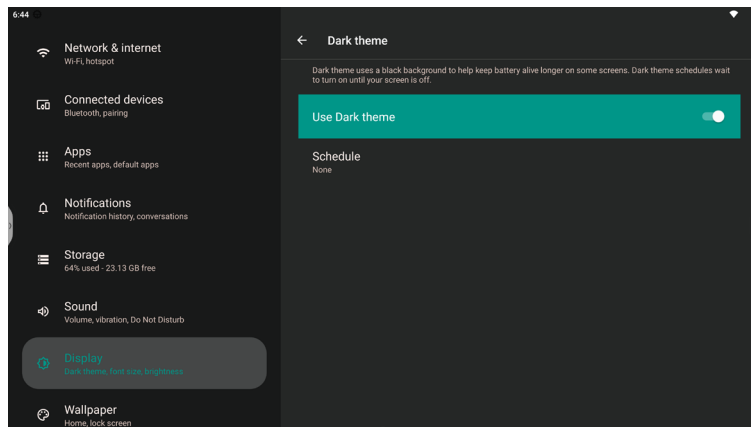 6:44
Network & internet
Wi-Fi, hotspot
Connected devices
Bluetooth, pairing
Apps
Recent apps, default apps
Notifications
Notification history, conversations
Storage
64% used - 23.13 GB free
Sound
Volume, vibration, Do Not Disturb
Display
Dark theme, font size, brightness
Wallpaper
Home, lock screen
Dark theme
Dark theme uses a black background to help keep battery alive longer on some screens. Dark theme schedules wait
to turn on until your screen is off.
Use Dark theme
Schedule
None